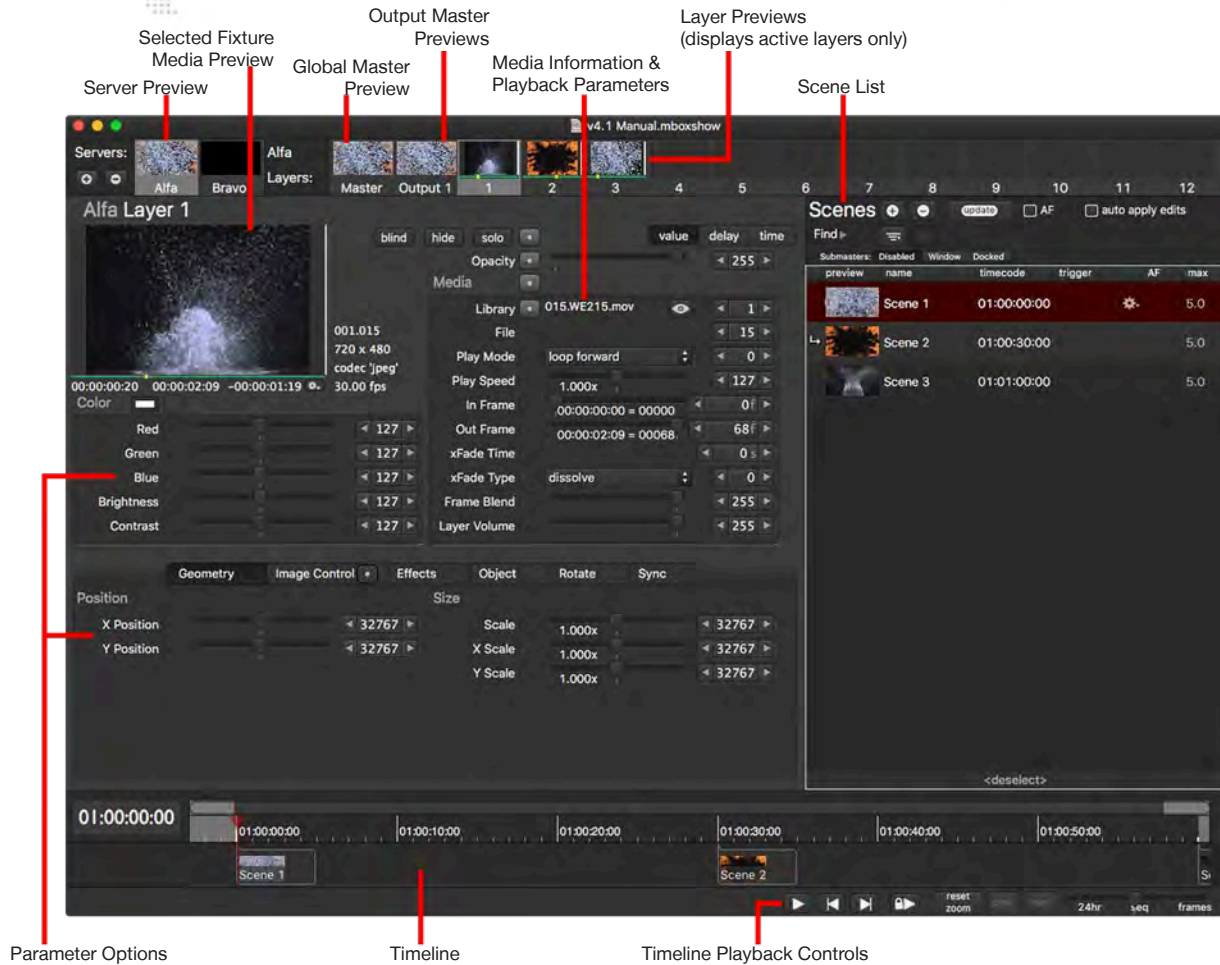 Output Master
Previews
Layer Previews
(displays active layers only)
Selected Fixture
Media Preview
Global Master
Preview
Media Information &
Playback Parameters
Server Preview
Scene List
v4.1 Manual.mboxshow
Servers:
Alfa
Bravo
Alfa
Layers:
Master Output 1 1 2 3 4 5 6 7 8 9 10 11 12
Alfa Layer 1
blind hide solo value delay time
Opacity 255
Media
Library 015.WE215.mov 1
File 15
Play Mode loop forward 0
Play Speed 1.000x 127
In Frame 00:00:00:00 = 00000 0f
Out Frame 00:00:02:09 = 00068 68f
xFade Time 0 s
xFade Type dissolve 0
Frame Blend 255
Layer Volume 255
001.015
720 x 480
codec 'jpeg'
30.00 fps
00:00:00:20 00:00:02:09 -00:00:01:19
Color
Red 127
Green 127
Blue 127
Brightness 127
Contrast 127
Scenes update AF auto apply edits
Find
Submasters: Disabled Window Docked
preview name timecode trigger AF max
Scene 1 01:00:00:00 5.0
Scene 2 01:00:30:00 5.0
Scene 3 01:01:00:00 5.0
<deselect>
Geometry Image Control Effects Object Rotate Sync
Position
X Position 32767
Y Position 32767
Size
Scale 1.000x 32767
X Scale 1.000x 32767
Y Scale 1.000x 32767
01:00:00:00
01:00:00:00 01:00:10:00 01:00:20:00 01:00:30:00 01:00:40:00 01:00:50:00
Scene 1 Scene 2
reset
zoom
24hr seq frames
Parameter Options
Timeline
Timeline Playback Controls